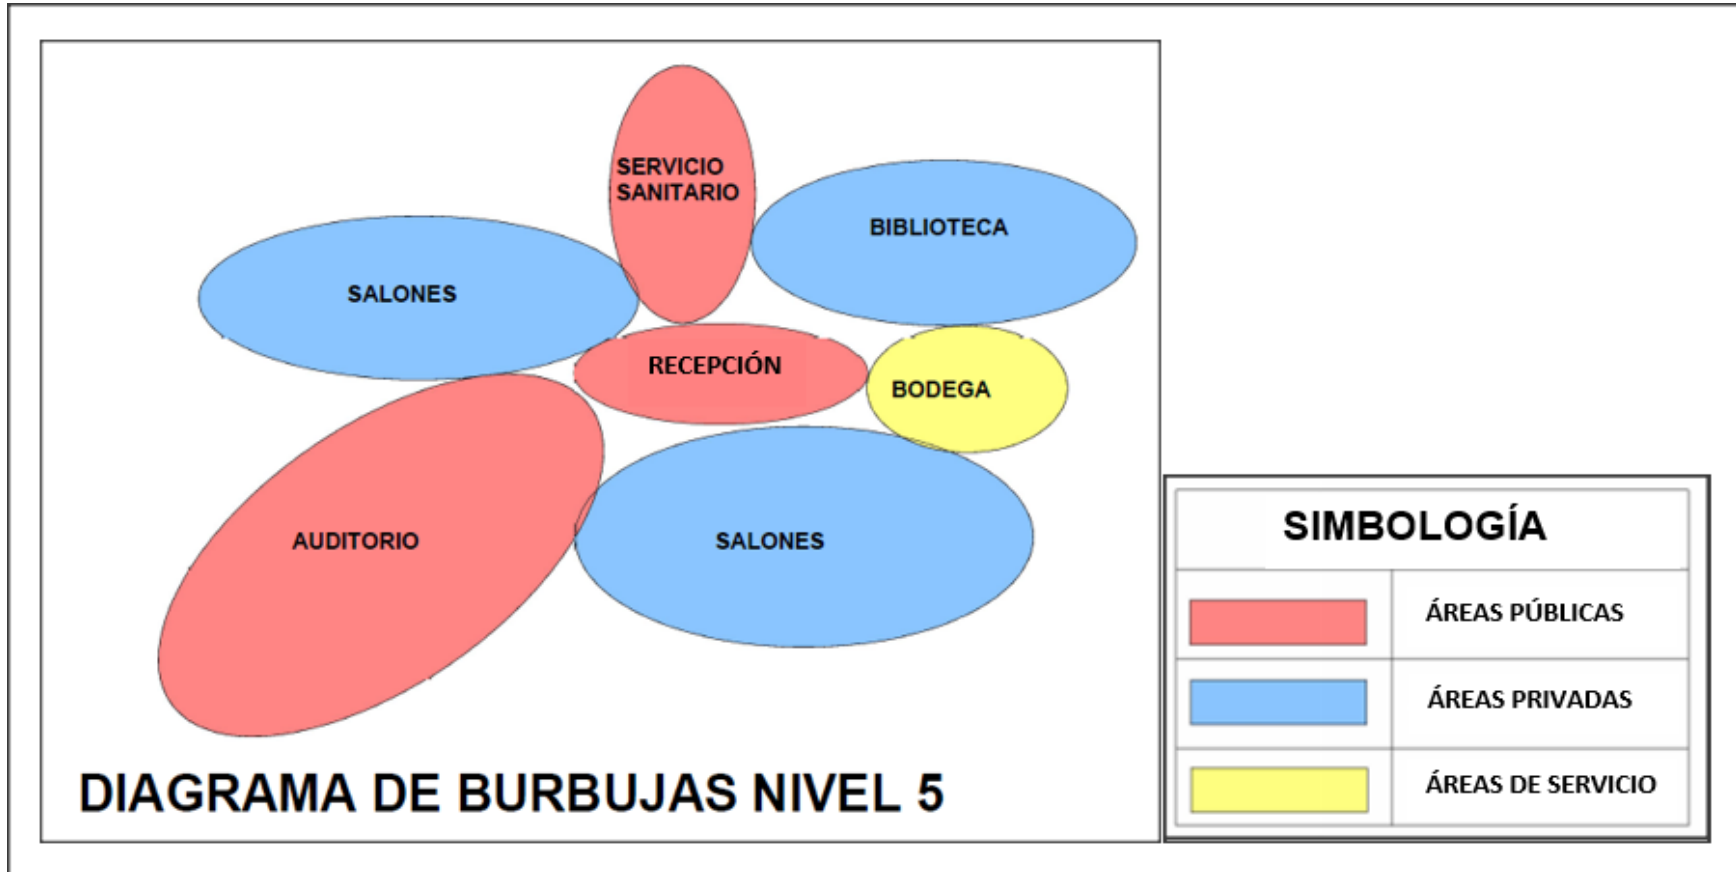 SERVICIO
SANITARIO
BIBLIOTECA
SALONES
RECEPCIÓN
BODEGA
AUDITORIO
SALONES
DIAGRAMA DE BURBUJAS NIVEL 5
SIMBOLOGÍA
ÁREAS PÚBLICAS
ÁREAS PRIVADAS
ÁREAS DE SERVICIO